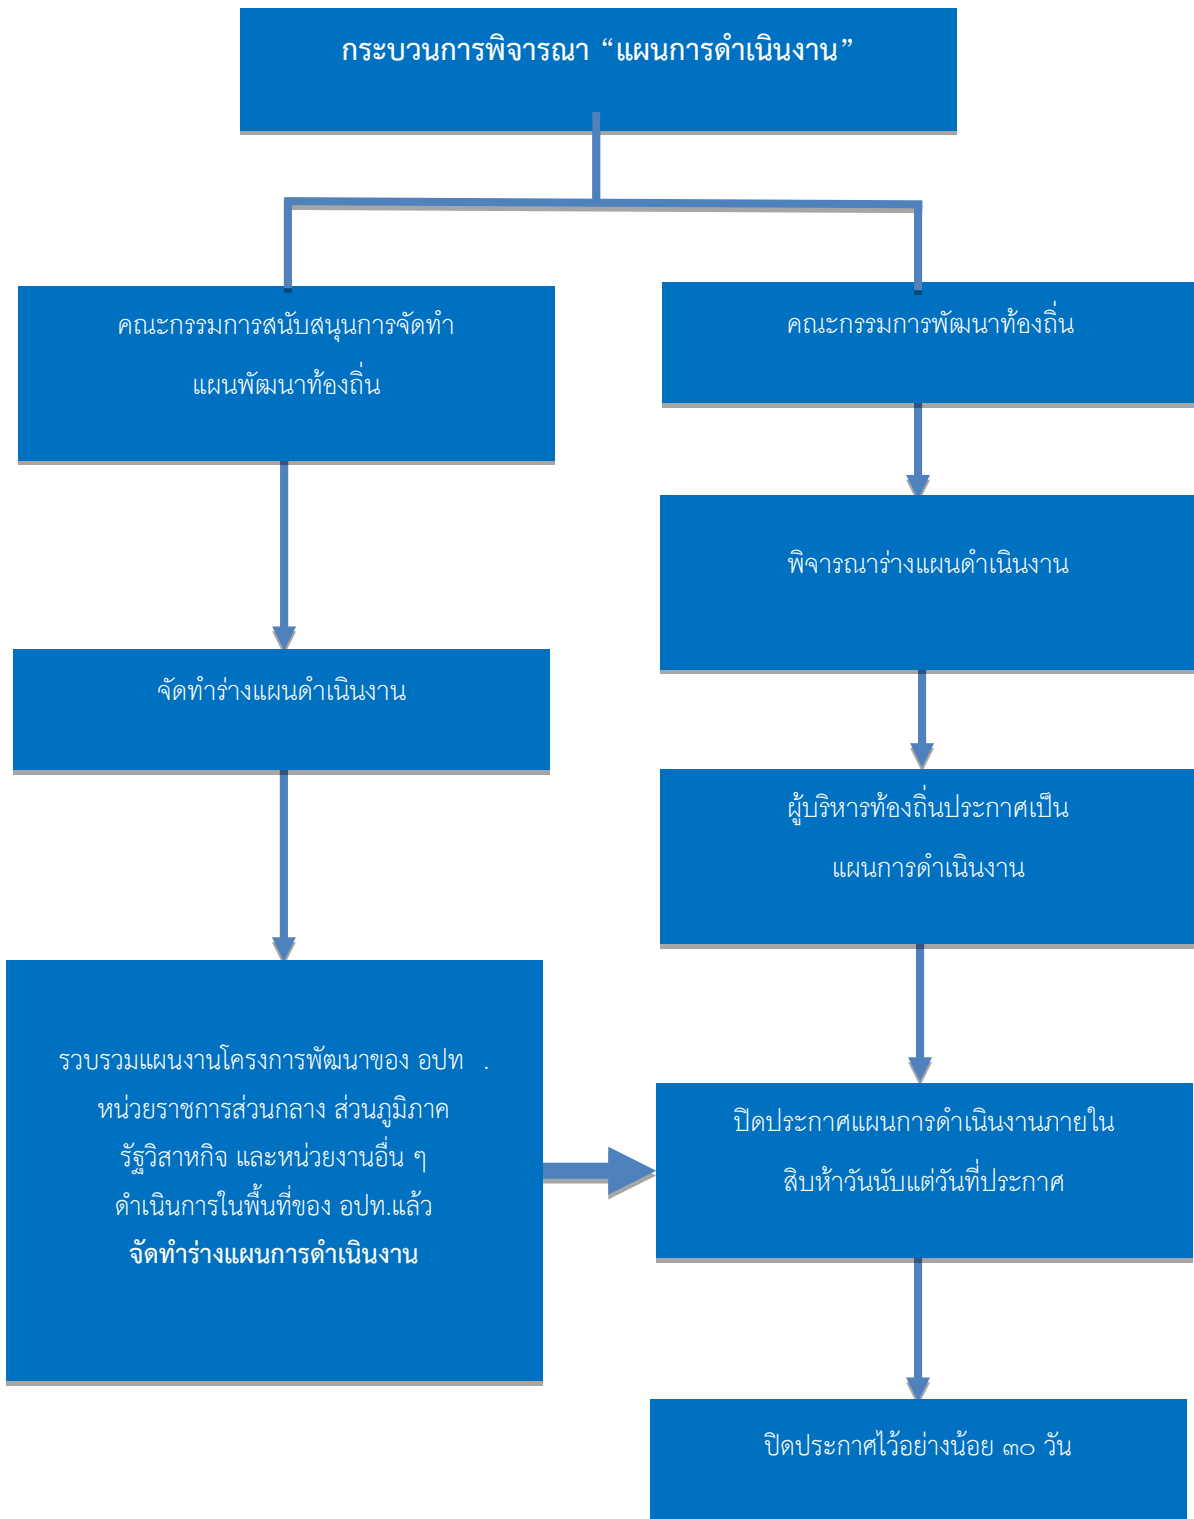 กระบวนการพิจารณา “แผนการดำเนินงาน”
คณะกรรมการสนับสนุนการจัดทำ
แผนพัฒนาท้องถิ่น
จัดทำร่างแผนดำเนินงาน
รวบรวมแผนงานโครงการพัฒนาของ อปท .
หน่วยราชการส่วนกลาง ส่วนภูมิภาค
รัฐวิสาหกิจ และหน่วยงานอื่น ๆ
ดำเนินการในพื้นที่ของ อปท.แล้ว
จัดทำร่างแผนการดำเนินงาน
คณะกรรมการพัฒนาท้องถิ่น
พิจารณาร่างแผนดำเนินงาน
ผู้บริหารท้องถิ่นประกาศเป็น
แผนการดำเนินงาน
ปิดประกาศแผนการดำเนินงานภายใน
สิบห้าวันนับแต่วันที่ประกาศ
ปิดประกาศไว้อย่างน้อย ๓๐ วัน